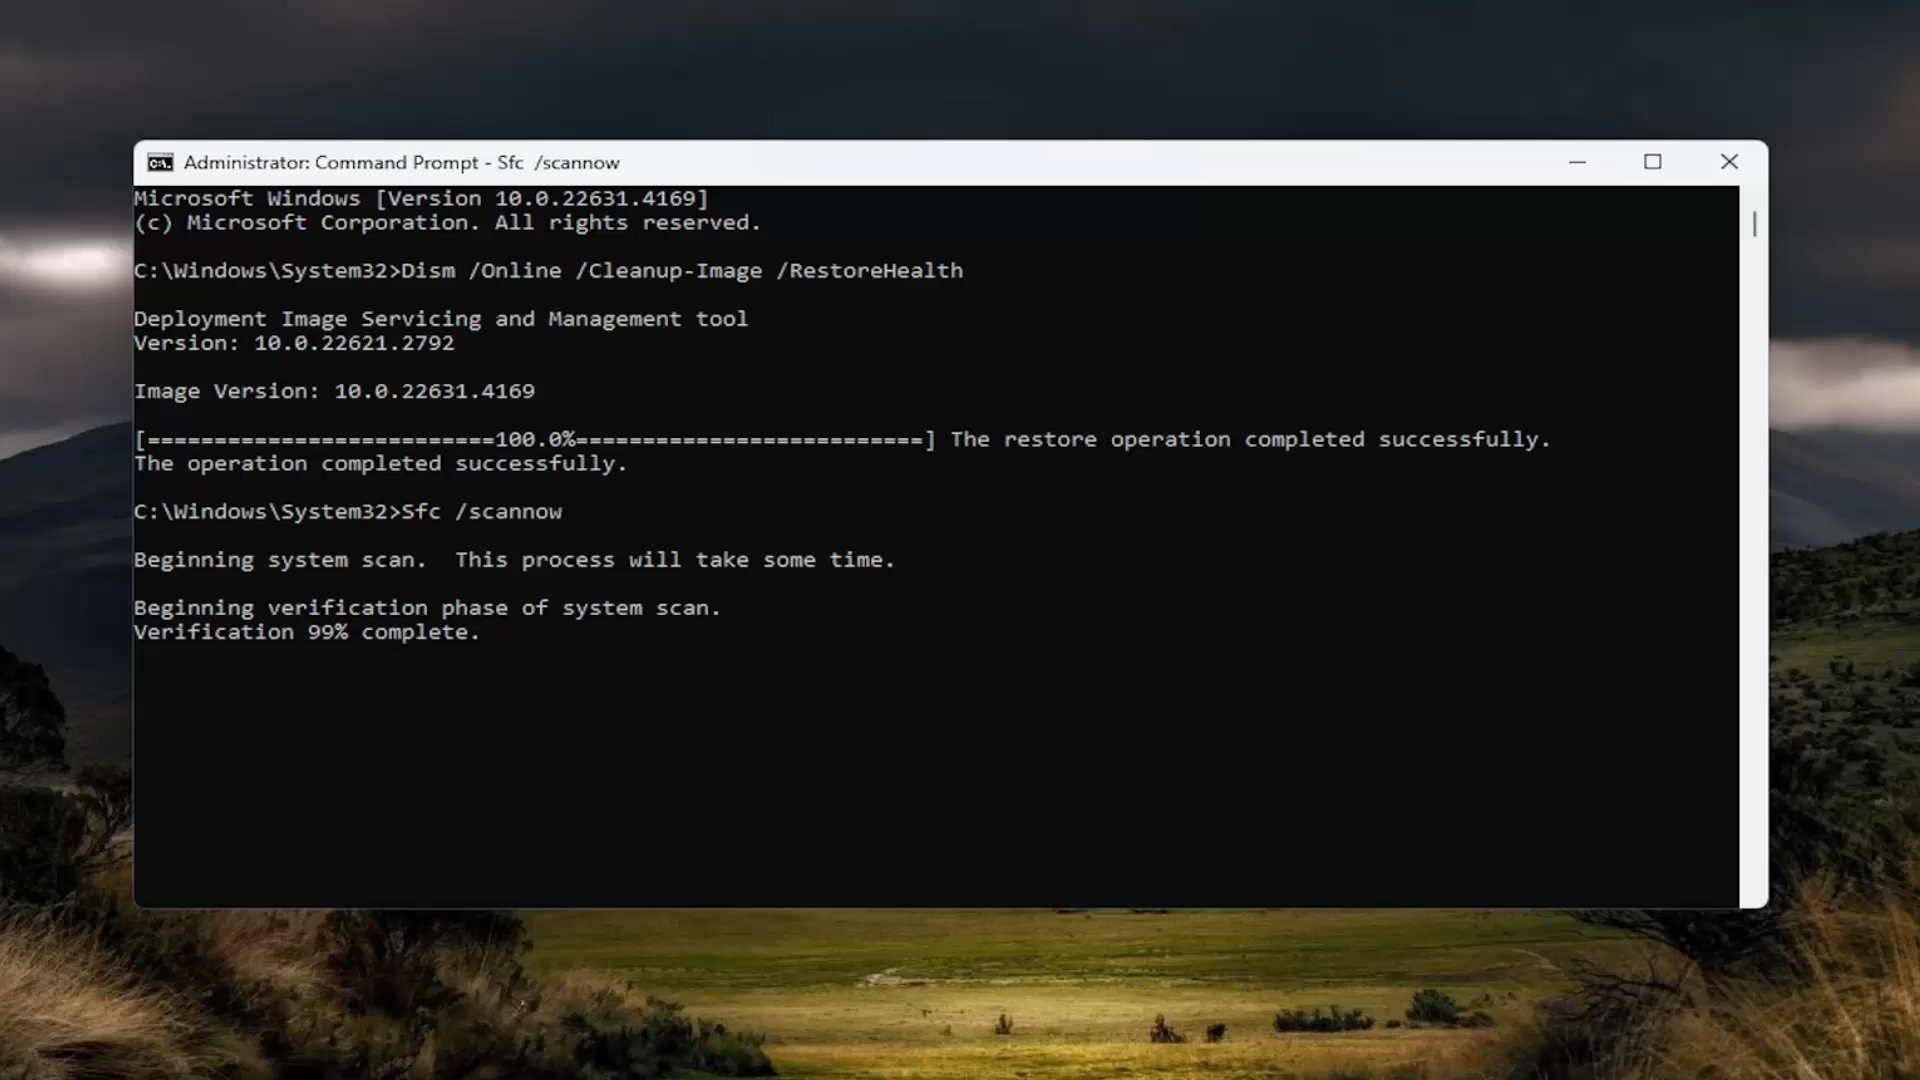 Administrator: Command Prompt - Sfc  /scannow
Microsoft Windows [Version 10.0.22631.4169]
(c) Microsoft Corporation. All rights reserved.
C:\Windows\System32>Dism /Online /Cleanup-Image /RestoreHealth
Deployment Image Servicing and Management tool
Version: 10.0.22621.2792
Image Version: 10.0.22631.4169
[==========================100.0%==========================] The restore operation completed successfully.
The operation completed successfully.
C:\Windows\System32>Sfc /scannow
Beginning system scan.  This process will take some time.
Beginning verification phase of system scan.
Verification 99% complete.